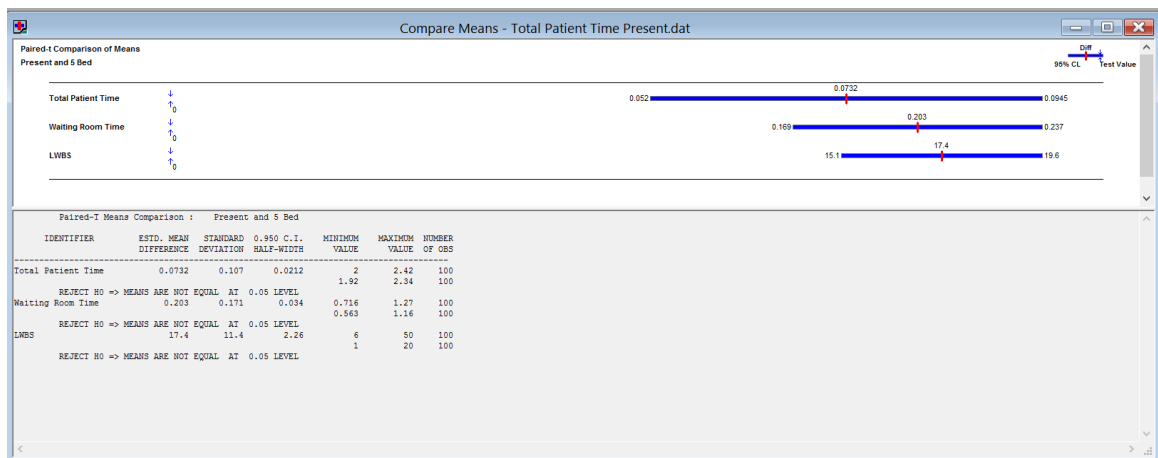 Compare Means - Total Patient Time Present.dat
Paired-t Comparison of Means
Present and 5 Bed
Diff
95% CL Test Value
Total Patient Time 0 0.052 0.0732 0.0945
Waiting Room Time 0 0.169 0.203 0.237
LWBS 0 15.1 17.4 19.6
Paired-T Means Comparison : Present and 5 Bed
IDENTIFIER ESTD. MEAN STANDARD 0.950 C.I. MINIMUM MAXIMUM NUMBER
DIFFERENCE DEVIATION HALF-WIDTH VALUE VALUE OF OBS
Total Patient Time 0.0732 0.107 0.0212 2 2.42 100
1.92 2.34 100
REJECT H0 => MEANS ARE NOT EQUAL AT 0.05 LEVEL
Waiting Room Time 0.203 0.171 0.034 0.716 1.27 100
0.563 1.16 100
REJECT H0 => MEANS ARE NOT EQUAL AT 0.05 LEVEL
LWBS 17.4 11.4 2.26 6 50 100
1 20 100
REJECT H0 => MEANS ARE NOT EQUAL AT 0.05 LEVEL